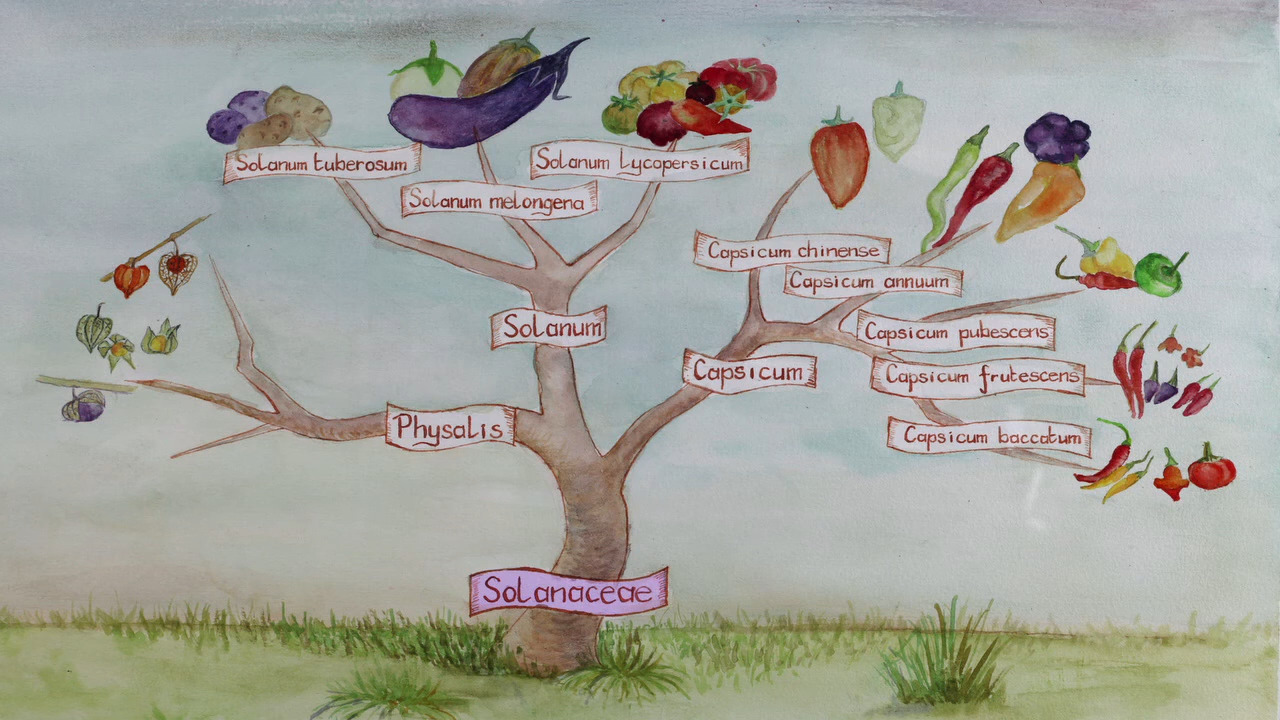 Solanum tuberosum
Solanum Lycopersicum
Solanum melongena
Capsicum chinense
Capsicum annuum
Solanum
Capsicum pubescens
Capsicum
Capsicum frutescens
Physalis
Capsicum baccatum
Solanaceae